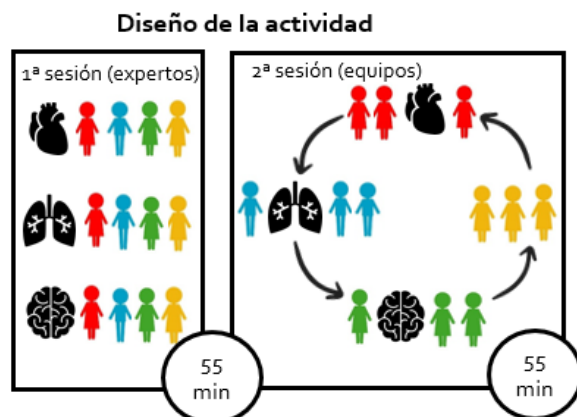 Diseño de la actividad
1ª sesión (expertos)
2ª sesión (equipos)
55
min
55
min